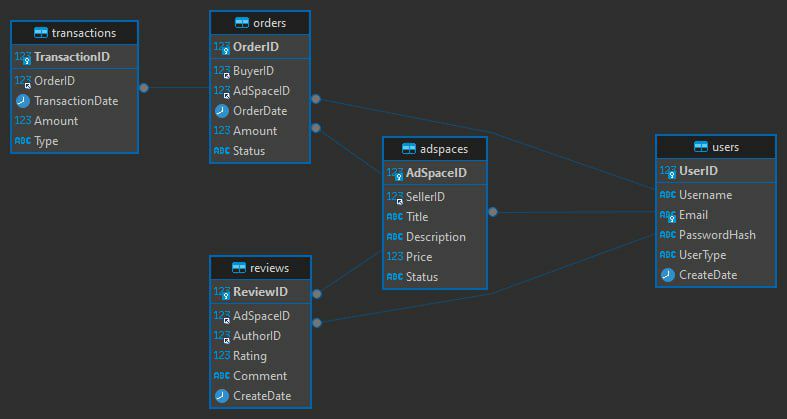 transactions
123 TransactionID
123 OrderID
TransactionDate
123 Amount
ABC Type
orders
123 OrderID
123 BuyerID
123 AdSpaceID
OrderDate
123 Amount
ABC Status
adspaces
123 AdSpaceID
123 SellerID
ABC Title
ABC Description
123 Price
ABC Status
users
123 UserID
ABC Username
ABC Email
ABC PasswordHash
ABC UserType
CreateDate
reviews
123 ReviewID
123 AdSpaceID
123 AuthorID
123 Rating
ABC Comment
CreateDate